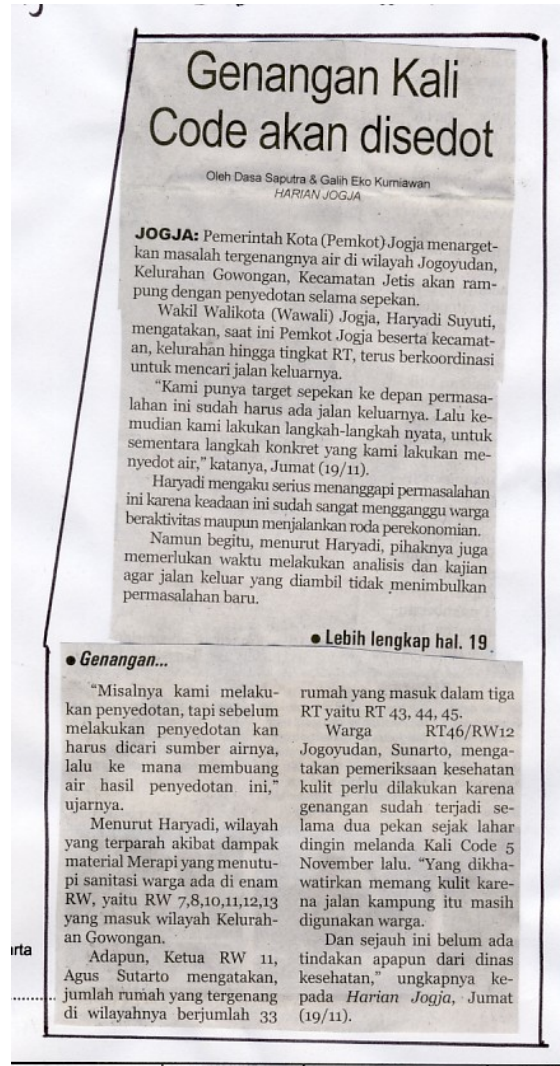 Genangan Kali
Code akan disedot
Oleh Dasa Saputra & Galih Eko Kurniawan
HARIAN JOGJA
JOGJA: Pemerintah Kota (Pemkot) Jogja menarget-
kan masalah tergenangnya air di wilayah Jogoyudan,
Kelurahan Gowongan, Kecamatan Jetis akan ram-
pung dengan penyedotan selama sepekan.
Wakil Walikota (Wawali) Jogja, Haryadi Suyuti,
mengatakan, saat ini Pemkot Jogja beserta kecamat-
an, kelurahan hingga tingkat RT, terus berkoordinasi
untuk mencari jalan keluarnya.
“Kami punya target sepekan ke depan permasa-
lahan ini sudah harus ada jalan keluarnya. Lalu ke-
mudian kami lakukan langkah-langkah nyata, untuk
sementara langkah konkret yang kami lakukan me-
nyedot air,” katanya, Jumat (19/11).
Haryadi mengaku serius menanggapi permasalahan
ini karena keadaan ini sudah sangat mengganggu warga
beraktivitas maupun menjalankan roda perekonomian.
Namun begitu, menurut Haryadi, pihaknya juga
memerlukan waktu melakukan analisis dan kajian
agar jalan keluar yang diambil tidak menimbulkan
permasalahan baru.
● Lebih lengkap hal. 19
● Genangan...
“Misalnya kami melaku-
kan penyedotan, tapi sebelum
melakukan penyedotan kan
harus dicari sumber airnya,
lalu ke mana membuang
air hasil penyedotan ini,”
ujarnya.
Menurut Haryadi, wilayah
yang terparah akibat dampak
material Merapi yang menutu-
pi sanitasi warga ada di enam
RW, yaitu RW 7,8,10,11,12,13
yang masuk wilayah Kelurah-
an Gowongan.
Adapun, Ketua RW 11,
Agus Sutarto mengatakan,
jumlah rumah yang tergenang
di wilayahnya berjumlah 33
rumah yang masuk dalam tiga
RT yaitu RT 43, 44, 45.
Warga RT46/RW12
Jogoyudan, Sunarto, menga-
takan pemeriksaan kesehatan
kulit perlu dilakukan karena
genangan sudah terjadi se-
lama dua pekan sejak lahar
dingin melanda Kali Code 5
November lalu. “Yang dikha-
watirkan memang kulit kare-
na jalan kampung itu masih
digunakan warga.
Dan sejauh ini belum ada
tindakan apapun dari dinas
kesehatan,” ungkapnya ke-
pada Harian Jogja, Jumat
(19/11).